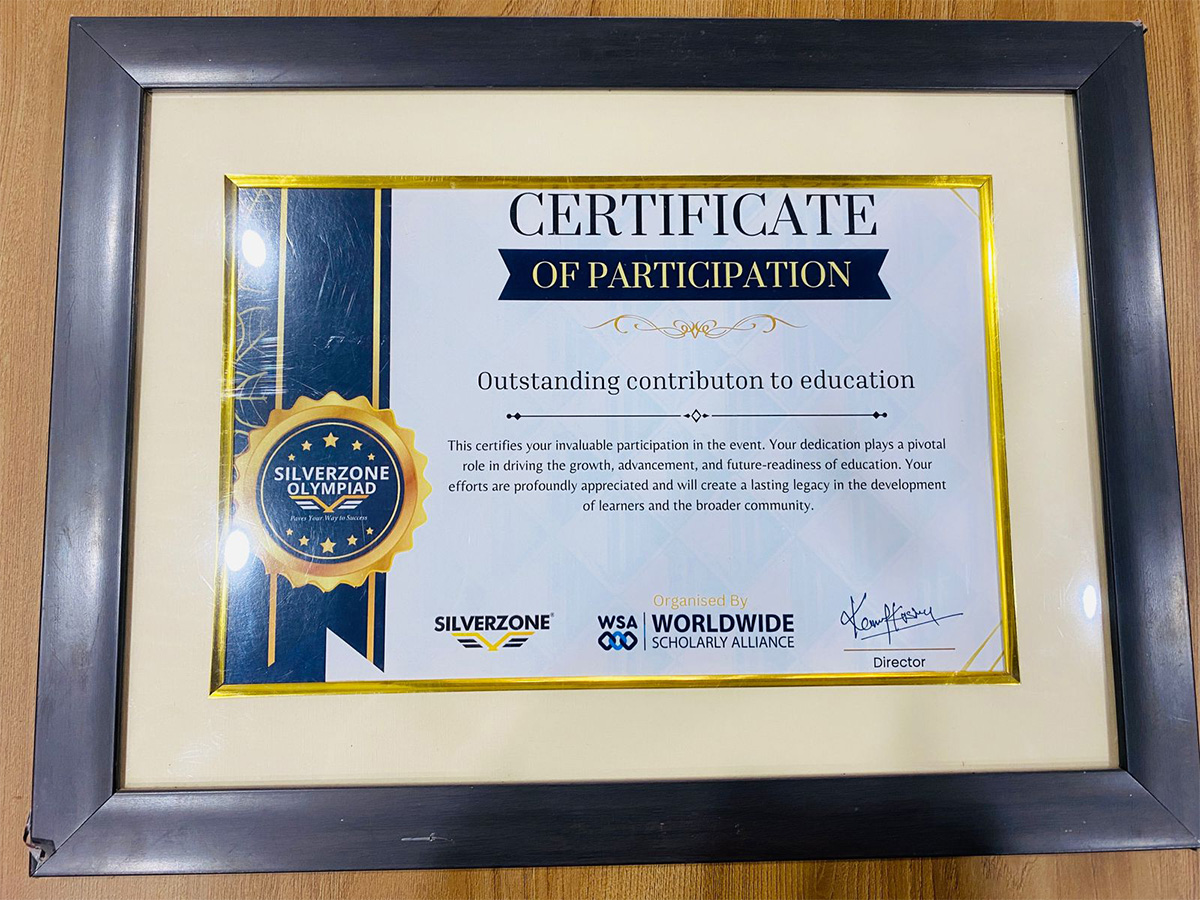 CERTIFICATE
OF PARTICIPATION
Outstanding contributon to education
This certifies your invaluable participation in the event. Your dedication plays a pivotal
role in driving the growth, advancement, and future-readiness of education. Your
efforts are profoundly appreciated and will create a lasting legacy in the development
of learners and the broader community.
SILVERZONE
OLYMPIAD
Paves Your Way to Success
Organised By
SILVERZONE®
WSA WORLDWIDE
SCHOLARLY ALLIANCE
Director